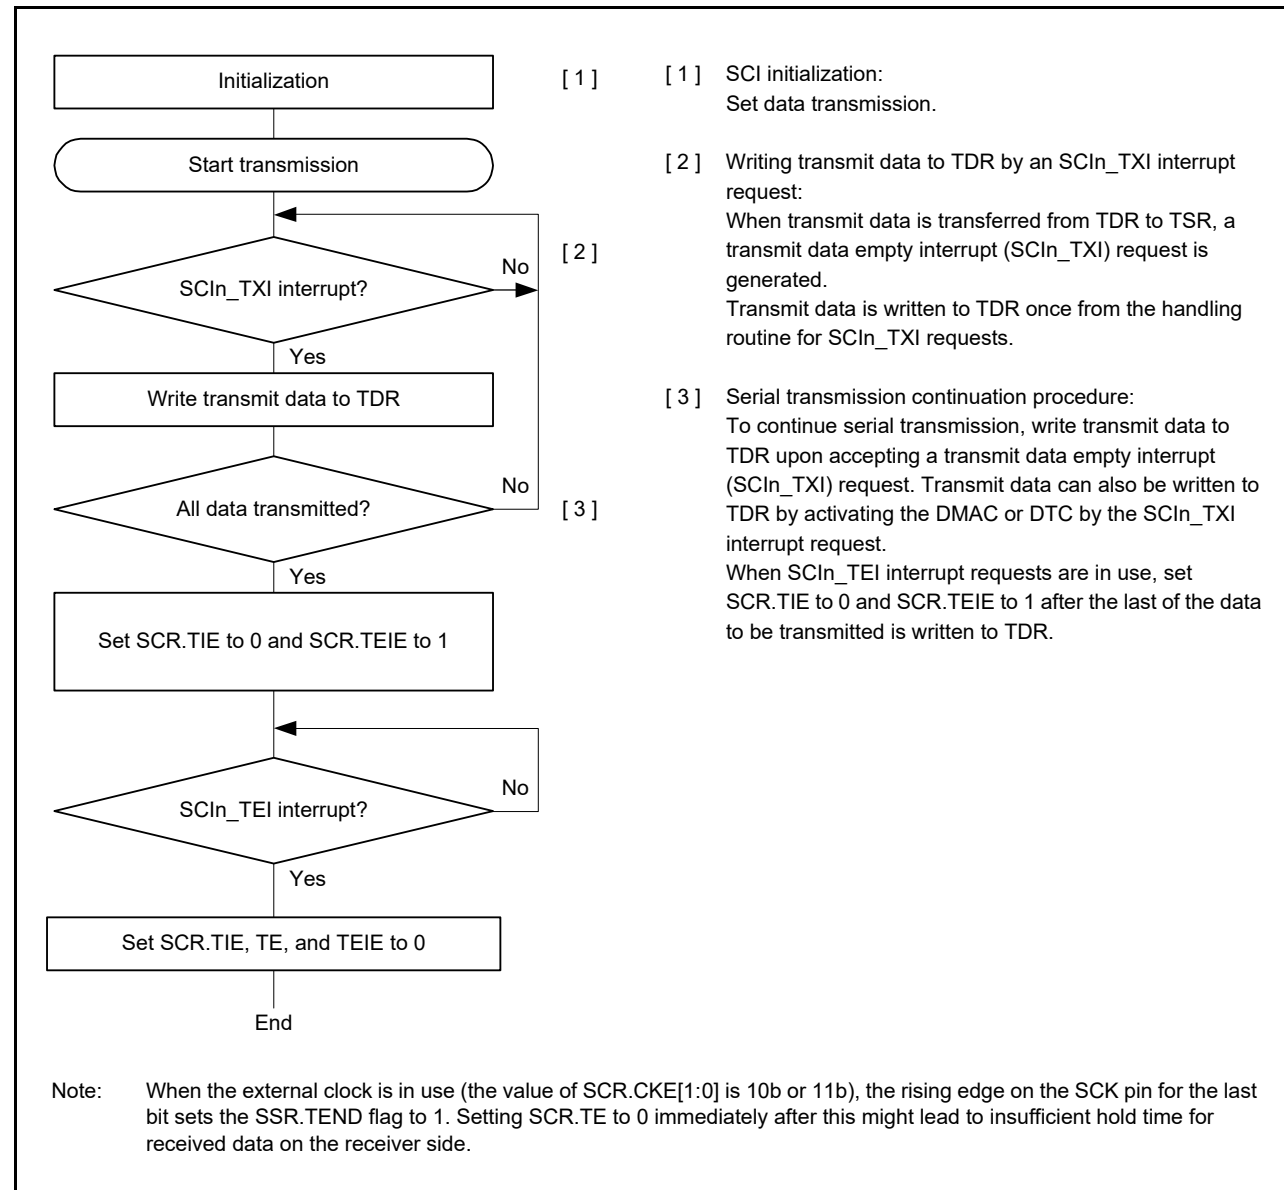 Initialization
[ 1 ]
Start transmission
SCIn_TXI interrupt?
No
[ 2 ]
Yes
Write transmit data to TDR
All data transmitted?
No
[ 3 ]
Yes
Set SCR.TIE to 0 and SCR.TEIE to 1
SCIn_TEI interrupt?
No
Yes
Set SCR.TIE, TE, and TEIE to 0
End
[ 1 ] SCI initialization:
Set data transmission.
[ 2 ] Writing transmit data to TDR by an SCIn_TXI interrupt
request:
When transmit data is transferred from TDR to TSR, a
transmit data empty interrupt (SCIn_TXI) request is
generated.
Transmit data is written to TDR once from the handling
routine for SCIn_TXI requests.
[ 3 ] Serial transmission continuation procedure:
To continue serial transmission, write transmit data to
TDR upon accepting a transmit data empty interrupt
(SCIn_TXI) request. Transmit data can also be written to
TDR by activating the DMAC or DTC by the SCIn_TXI
interrupt request.
When SCIn_TEI interrupt requests are in use, set
SCR.TIE to 0 and SCR.TEIE to 1 after the last of the data
to be transmitted is written to TDR.
Note: When the external clock is in use (the value of SCR.CKE[1:0] is 10b or 11b), the rising edge on the SCK pin for the last
bit sets the SSR.TEND flag to 1. Setting SCR.TE to 0 immediately after this might lead to insufficient hold time for
received data on the receiver side.